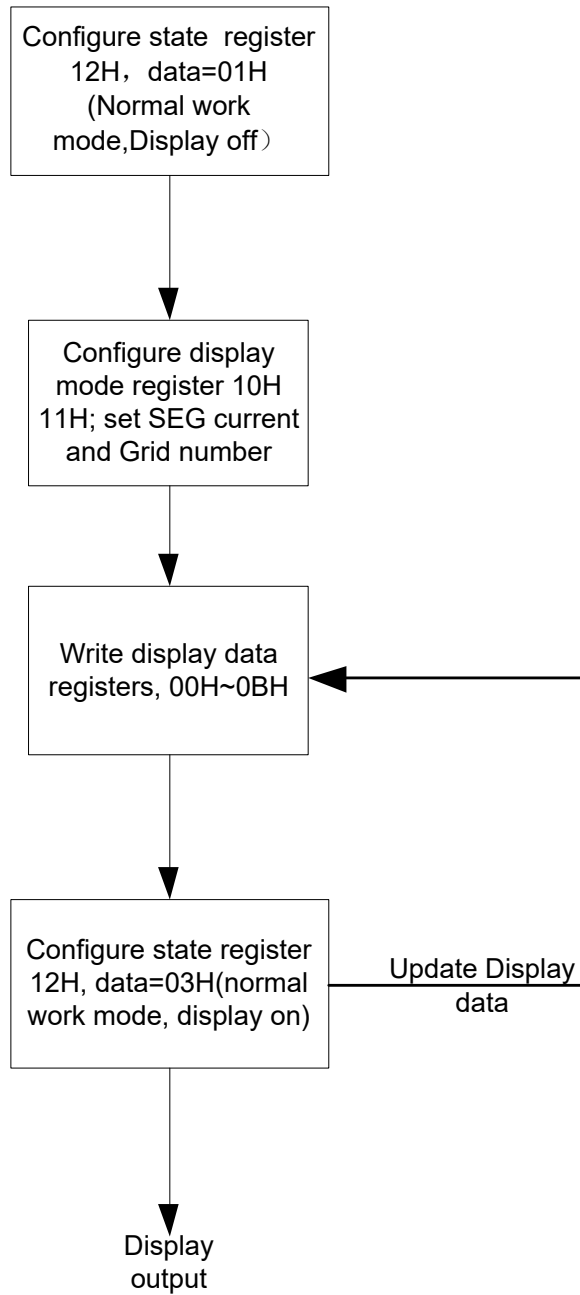 Configure state  register
12H，data=01H
(Normal work
mode,Display off）
Configure display
mode register 10H
11H; set SEG current
and Grid number
Write display data
registers, 00H~0BH
Configure state register
12H, data=03H(normal
work mode, display on)
Update Display
data
Display
output